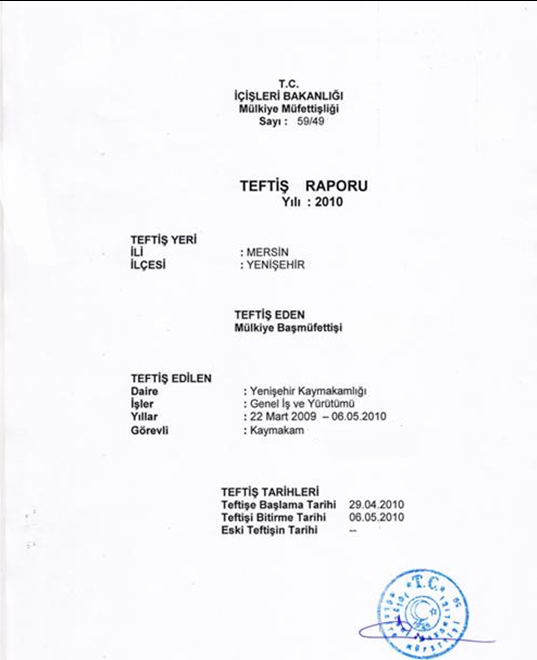 T.C.
İÇİŞLERİ BAKANLIĞI
Mülkiye Müfettişliği
Sayı : 59/49
TEFTİŞ RAPORU
Yılı : 2010
TEFTİŞ YERİ
İLİ : MERSİN
İLÇESİ : YENİŞEHİR
TEFTİŞ EDEN
Mülkiye Başmüfettişi
TEFTİŞ EDİLEN
Daire : Yenişehir Kaymakamlığı
İşler : Genel İş ve Yürütümü
Yıllar : 22 Mart 2009 – 06.05.2010
Görevli : Kaymakam
TEFTİŞ TARİHLERİ
Teftişe Başlama Tarihi 29.04.2010
Teftişi Bitirme Tarihi 06.05.2010
Eski Teftişin Tarihi --
T.C.